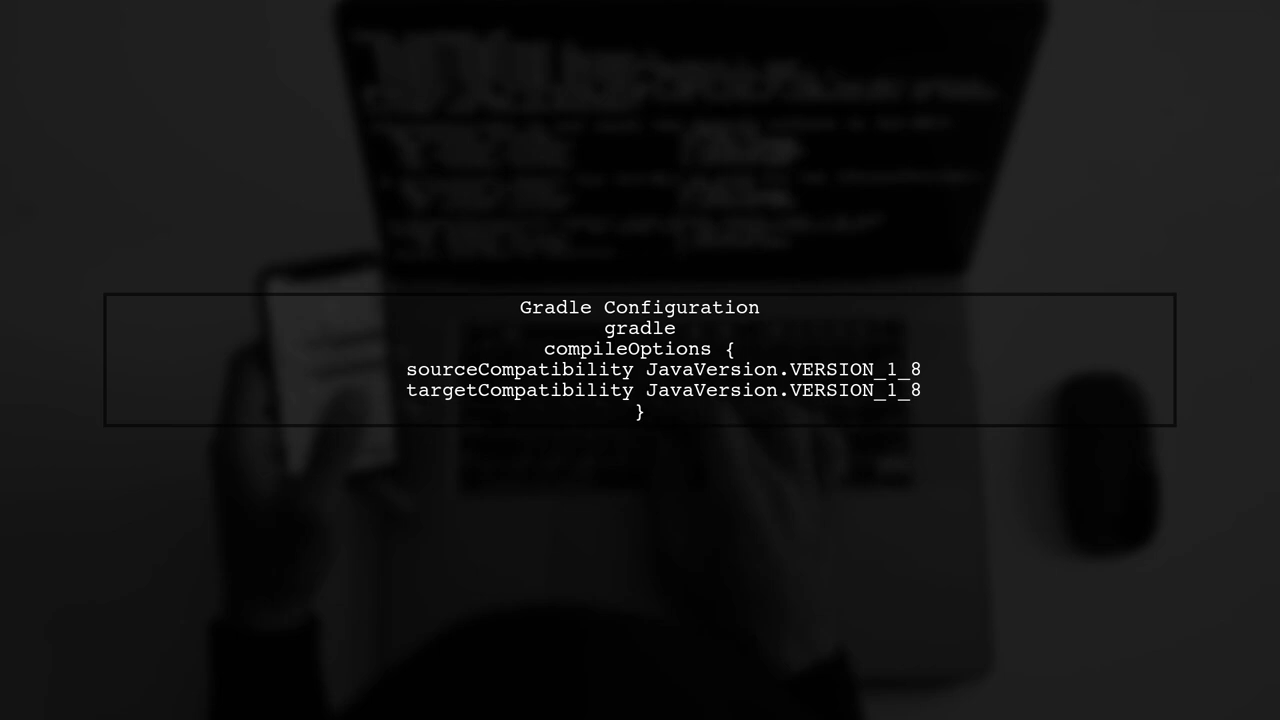 Gradle Configuration
gradle
compileOptions {
sourceCompatibility JavaVersion.VERSION_1_8
targetCompatibility JavaVersion.VERSION_1_8
}